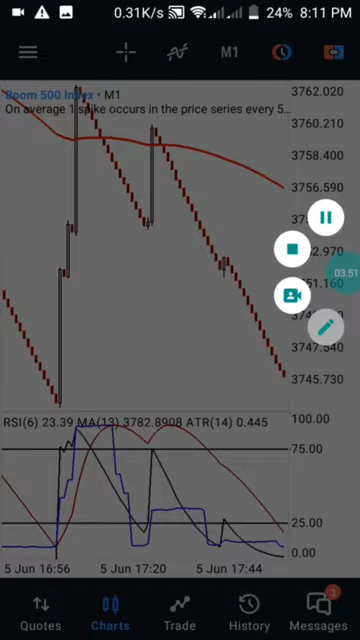 0.31K/s 24% 8:11 PM
M1
Boom 500 Index • M1
On average 1 spike occurs in the price series every 5...
3762.020
3760.210
3758.400
3756.590
03:51
3747.540
3745.730
RSI(6) 23.39 MA(13) 3782.8908 ATR(14) 0.445
100.00
75.00
25.00
0.00
5 Jun 16:56 5 Jun 17:20 5 Jun 17:44
3
Quotes Charts Trade History Messages